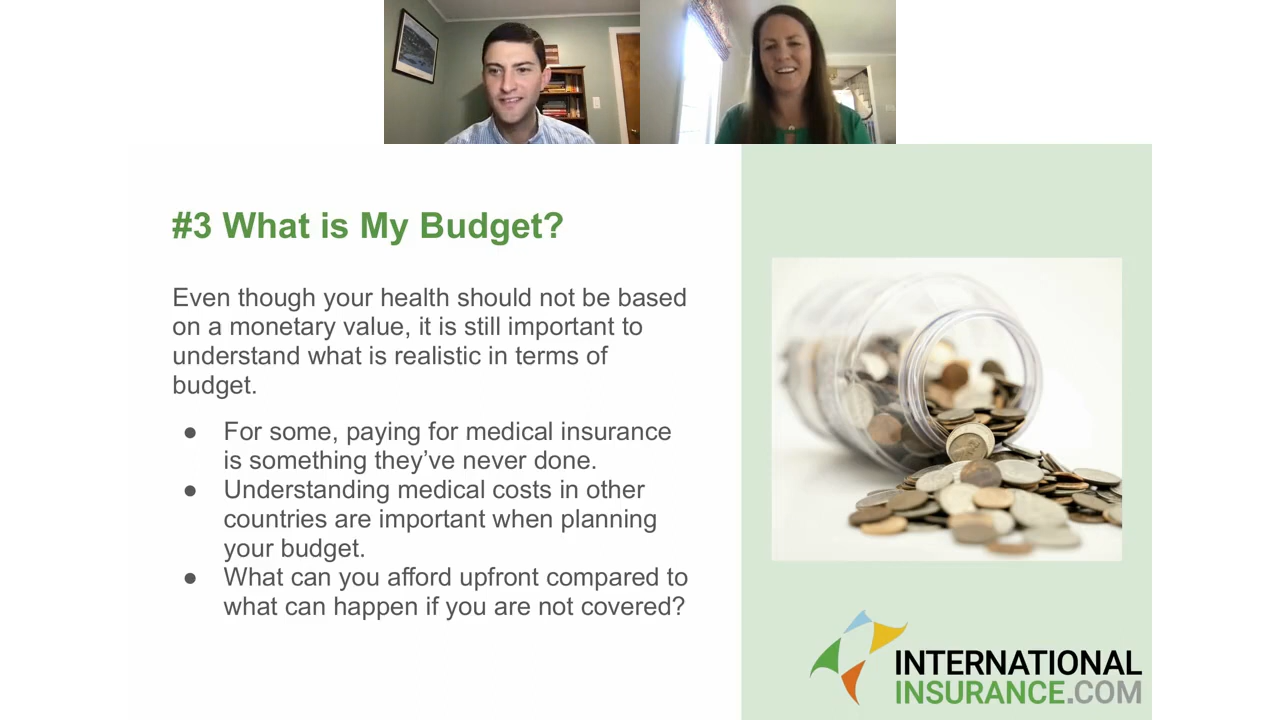 #3 What is My Budget?
Even though your health should not be based
on a monetary value, it is still important to
understand what is realistic in terms of
budget.
● For some, paying for medical insurance
is something they’ve never done.
● Understanding medical costs in other
countries are important when planning
your budget.
● What can you afford upfront compared to
what can happen if you are not covered?
INTERNATIONAL
INSURANCE.COM